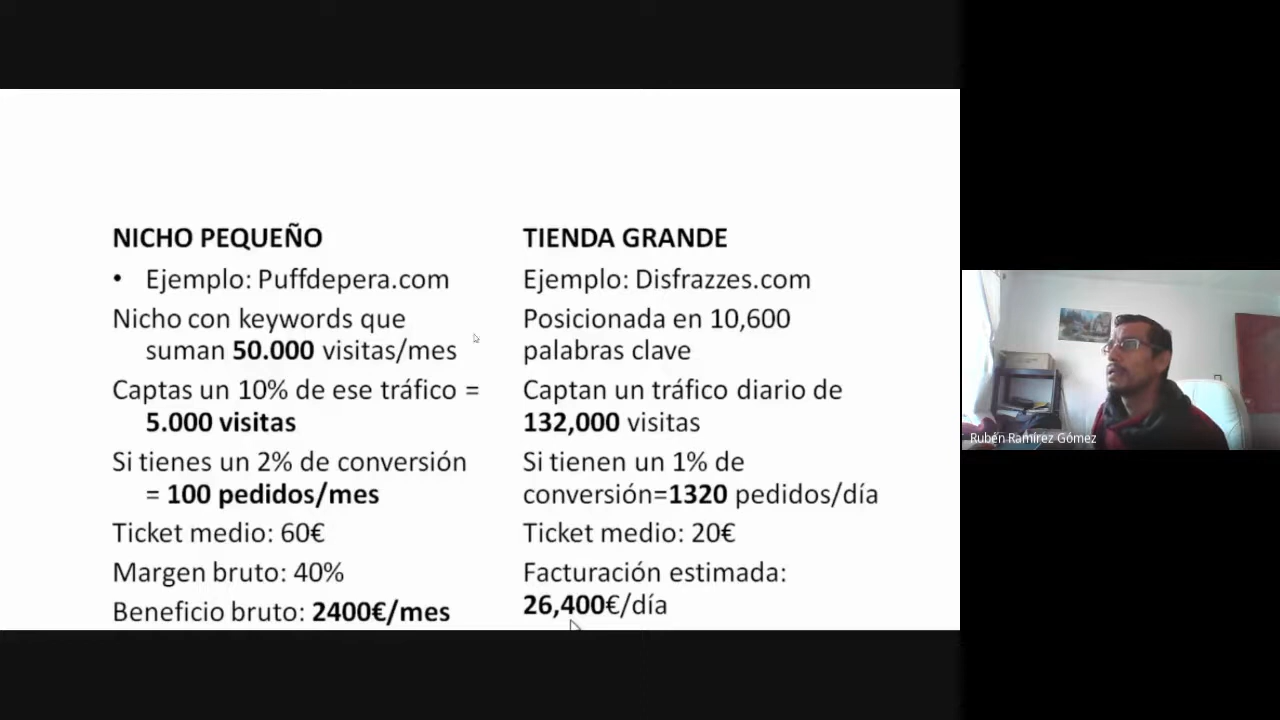 NICHO PEQUEÑO
• Ejemplo: Puffdepera.com
Nicho con keywords que
suman 50.000 visitas/mes
Captas un 10% de ese tráfico =
5.000 visitas
Si tienes un 2% de conversión
= 100 pedidos/mes
Ticket medio: 60€
Margen bruto: 40%
Beneficio bruto: 2400€/mes
TIENDA GRANDE
Ejemplo: Disfrazzes.com
Posicionada en 10,600
palabras clave
Captan un tráfico diario de
132,000 visitas
Si tienen un 1% de
conversión=1320 pedidos/día
Ticket medio: 20€
Facturación estimada:
26,400€/día
Rubén Ramírez Gómez